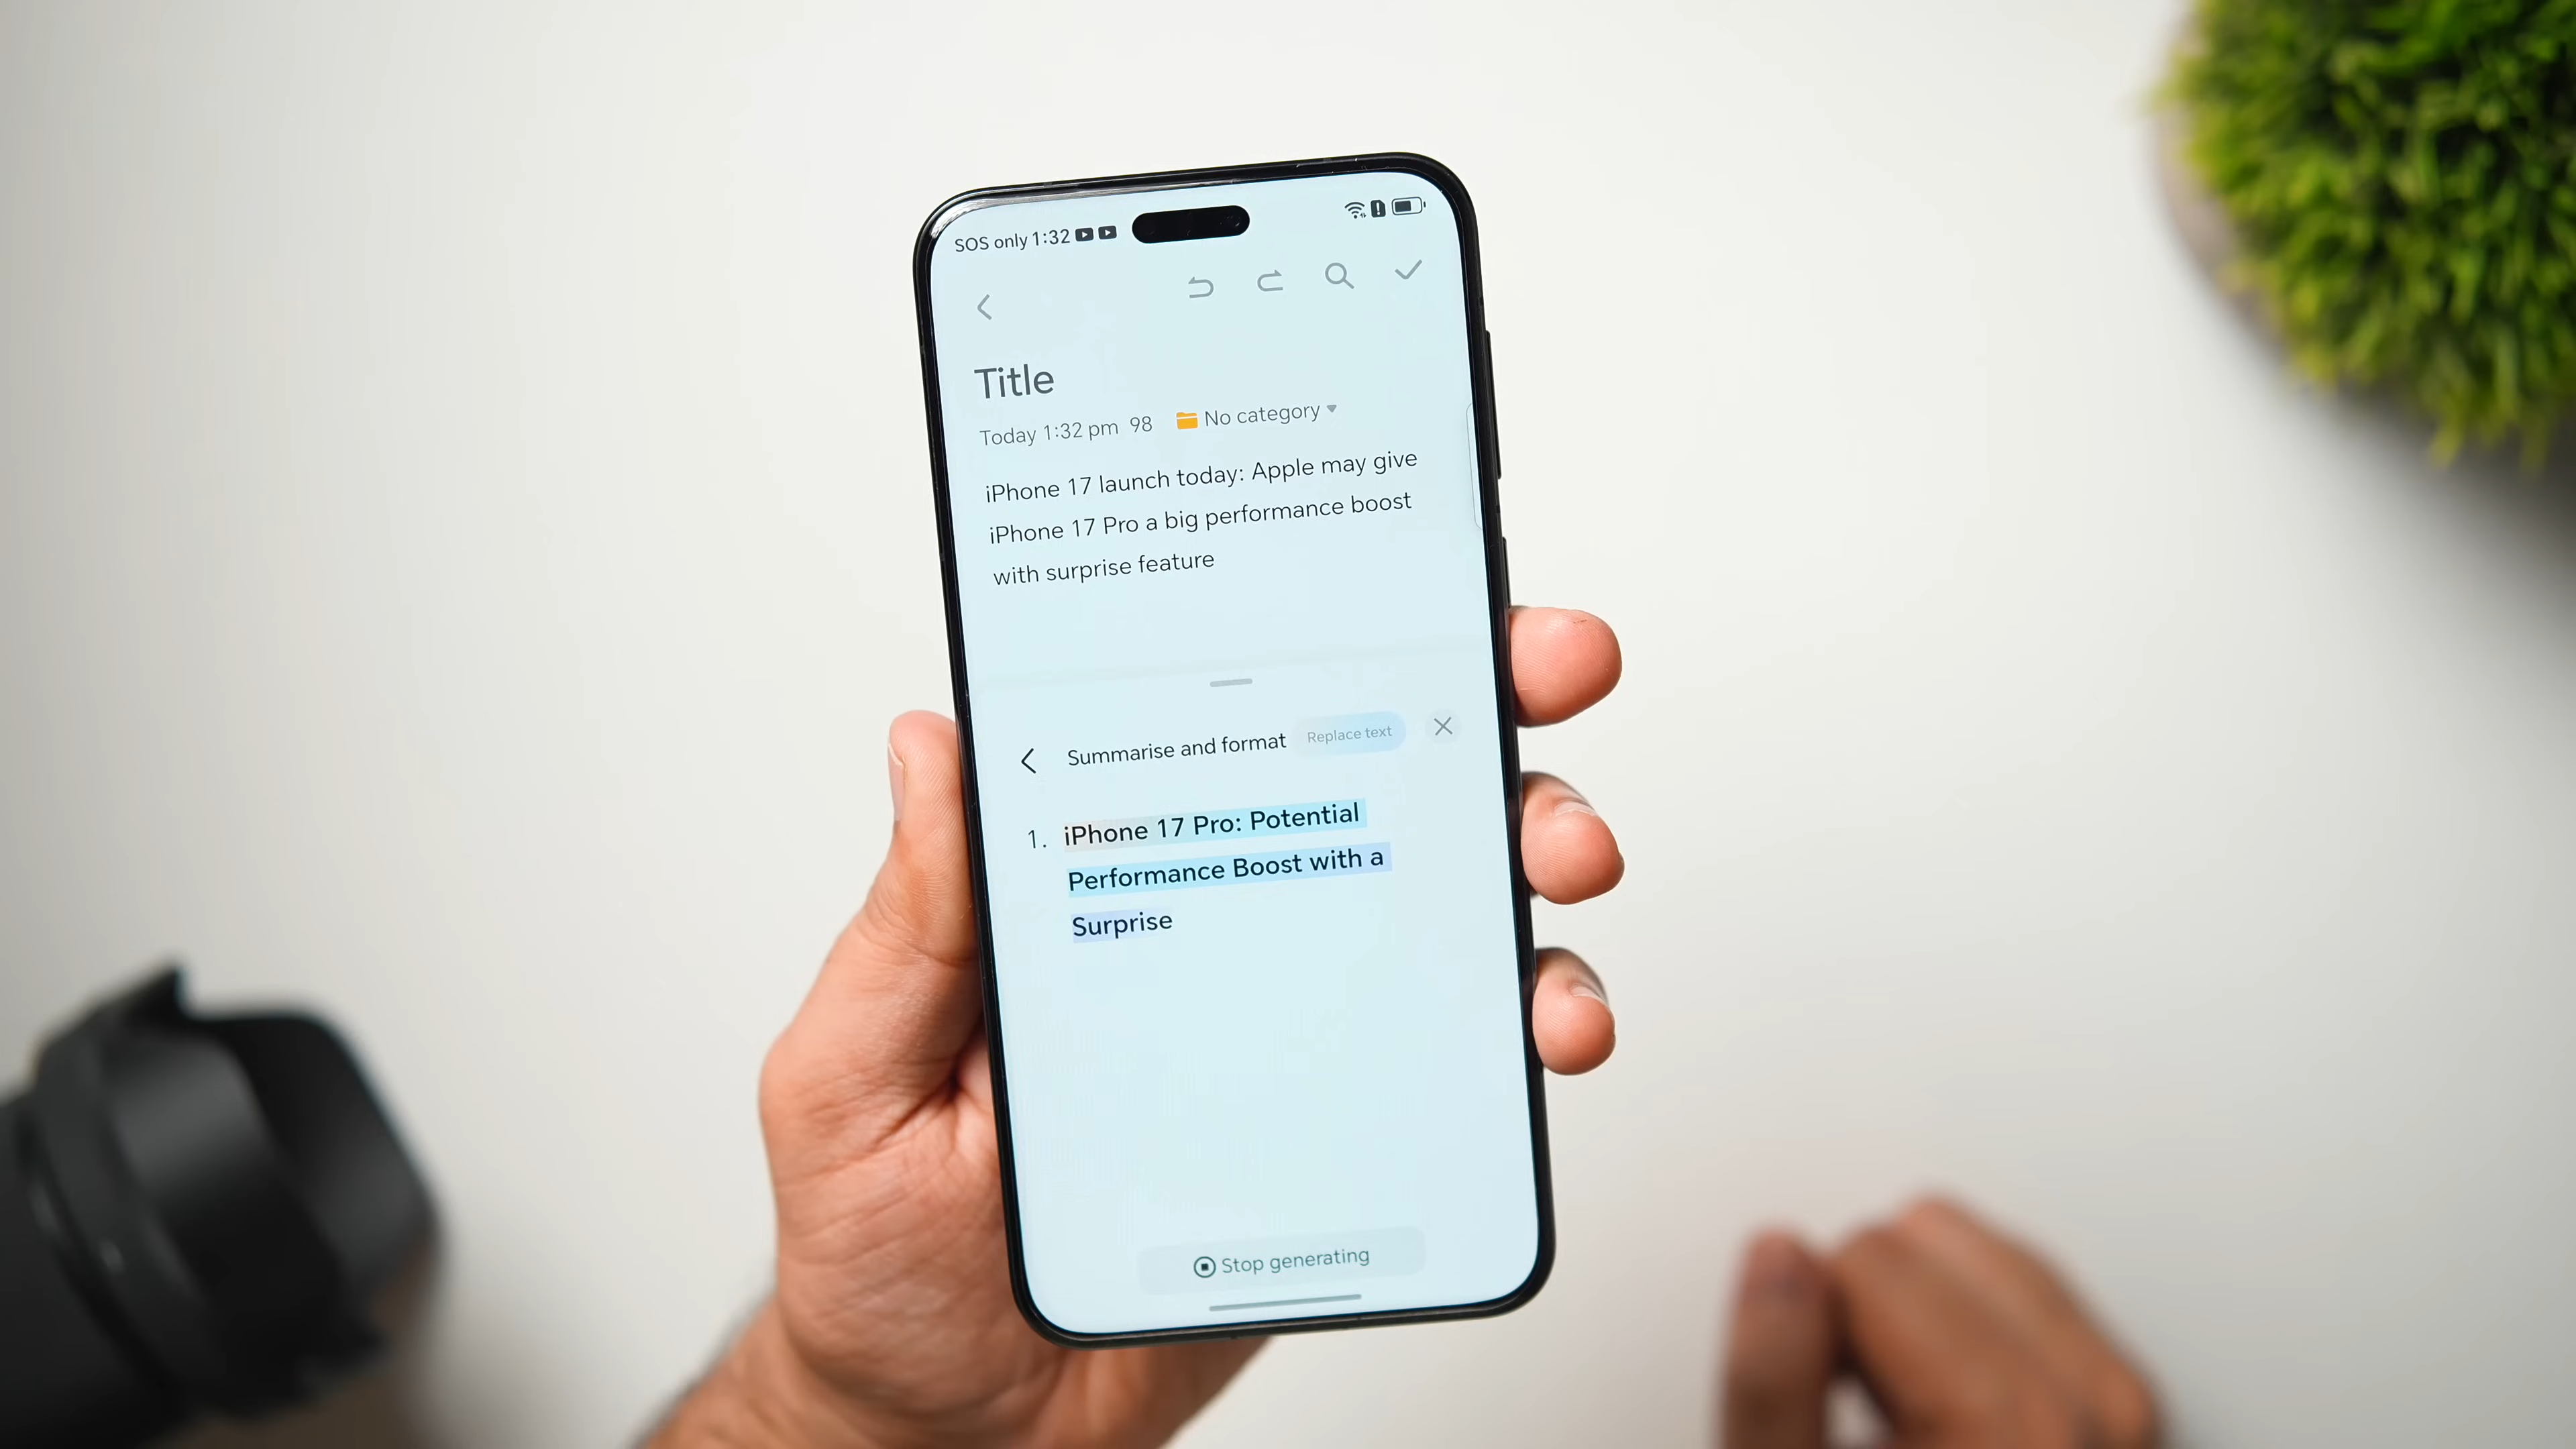 SOS only 1:32
Title
Today 1:32 pm 98 No category
iPhone 17 launch today: Apple may give
iPhone 17 Pro a big performance boost
with surprise feature
Summarise and format Replace text
1. iPhone 17 Pro: Potential
Performance Boost with a
Surprise
Stop generating